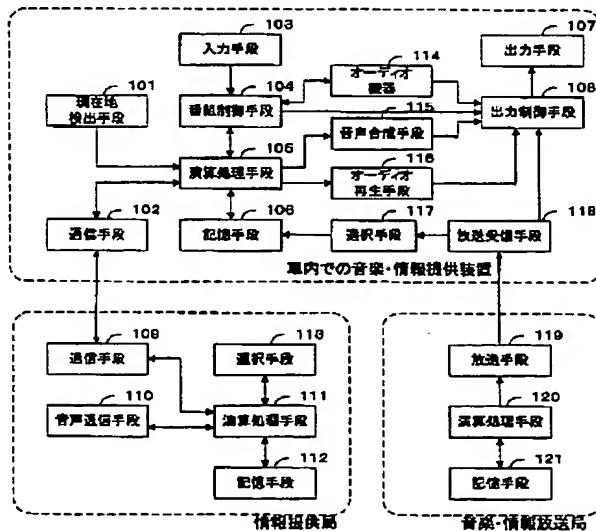 103
入力手段
107
出力手段
101
現在地
検出手段
104
番組制御手段
114
オーディオ
機器
108
出力制御手段
115
音声合成手段
105
演算処理手段
116
オーディオ
再生手段
102
通信手段
106
記憶手段
117
選択手段
118
放送受信手段
車内での音楽・情報提供装置
109
通信手段
113
選択手段
110
音声通信手段
111
演算処理手段
112
記憶手段
情報提供局
119
放送手段
120
演算処理手段
121
記憶手段
音楽・情報放送局